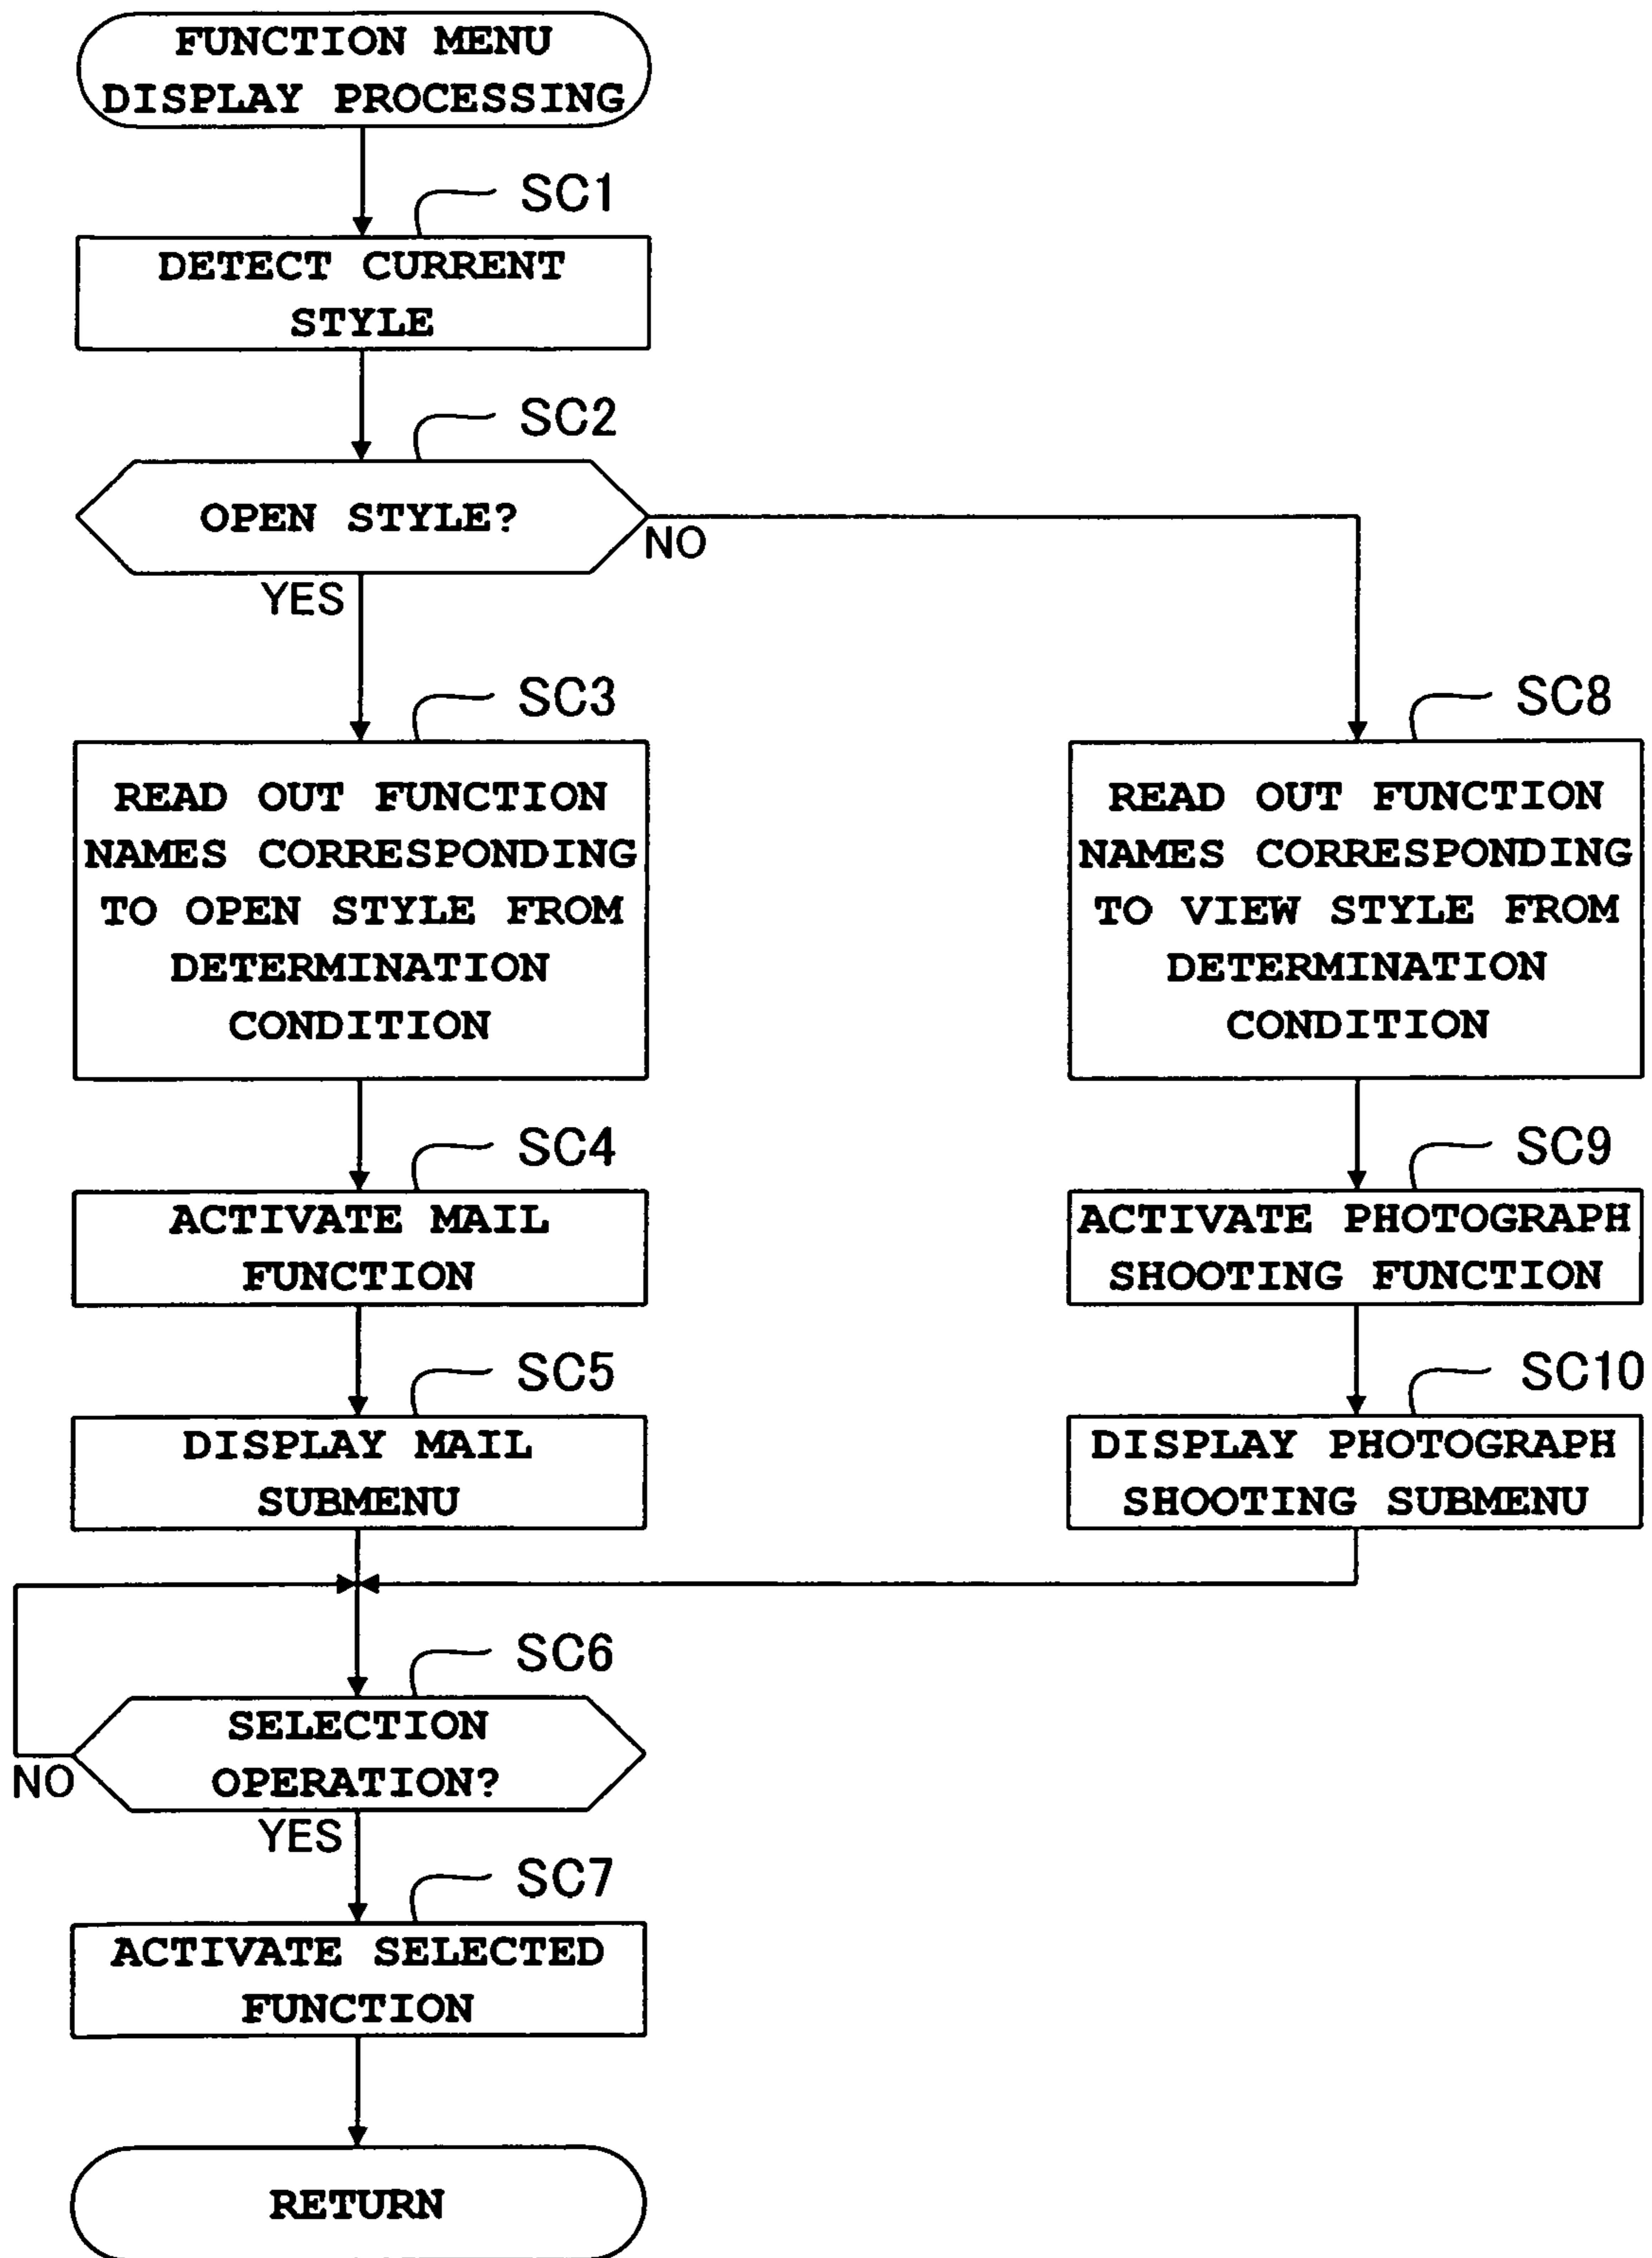 FUNCTION MENU
DISPLAY PROCESSING
SC1
DETECT CURRENT
STYLE
SC2
OPEN STYLE?
NO
YES
SC3
READ OUT FUNCTION
NAMES CORRESPONDING
TO OPEN STYLE FROM
DETERMINATION
CONDITION
SC8
READ OUT FUNCTION
NAMES CORRESPONDING
TO VIEW STYLE FROM
DETERMINATION
CONDITION
SC4
ACTIVATE MAIL
FUNCTION
SC9
ACTIVATE PHOTOGRAPH
SHOOTING FUNCTION
SC5
DISPLAY MAIL
SUBMENU
SC10
DISPLAY PHOTOGRAPH
SHOOTING SUBMENU
SC6
SELECTION
OPERATION?
NO
YES
SC7
ACTIVATE SELECTED
FUNCTION
RETURN